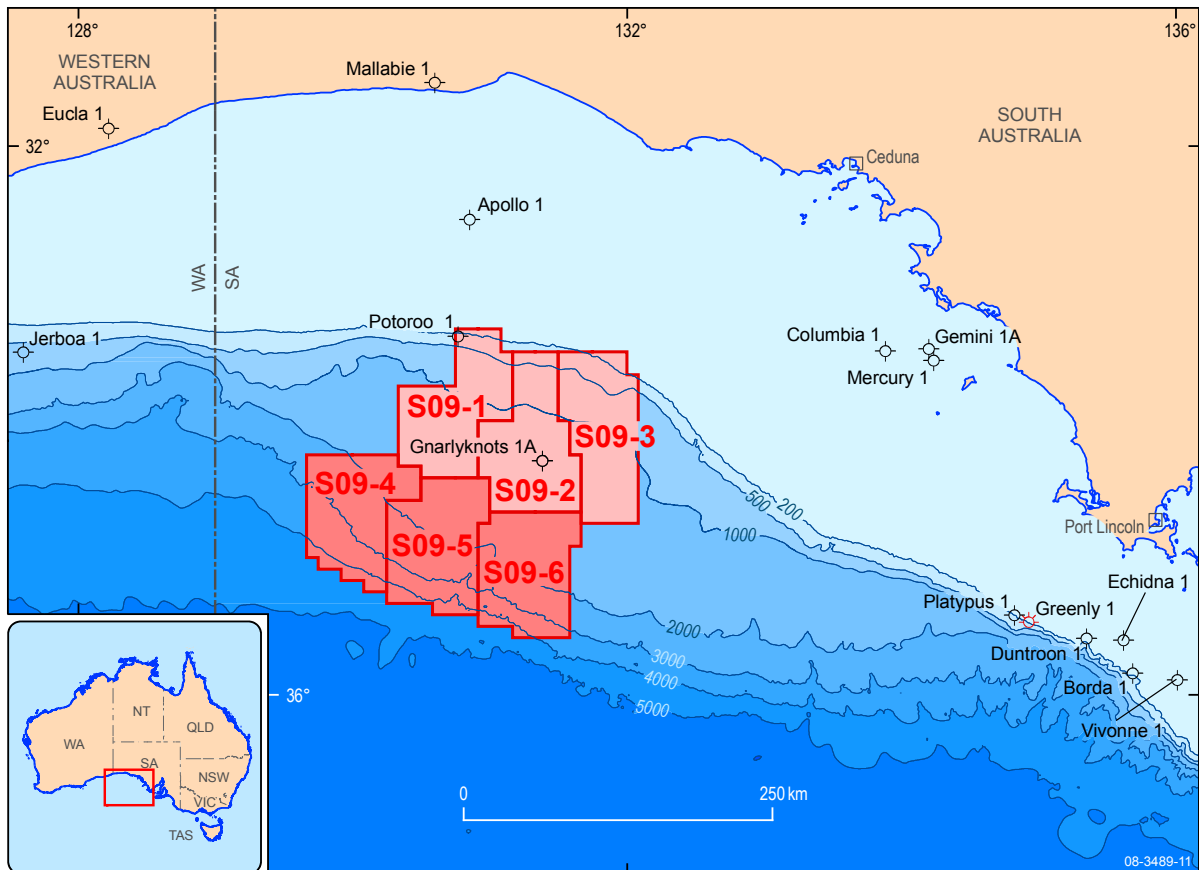 128°
132°
136°
WESTERN
AUSTRALIA
Mallabie 1
Eucla 1
SOUTH
AUSTRALIA
32°
Ceduna
Apollo 1
WA
SA
Potoroo 1
Jerboa 1
Columbia 1
Gemini 1A
Mercury 1
S09-1
S09-3
Gnarlyknots 1A
S09-4
S09-2
200
500
1000
Port Lincoln
S09-5
S09-6
Echidna 1
Platypus 1
Greenly 1
2000
Duntroon 1
3000
4000
Borda 1
36°
5000
Vivonne 1
NT
QLD
WA
SA
NSW
VIC
TAS
0
250 km
08-3489-11